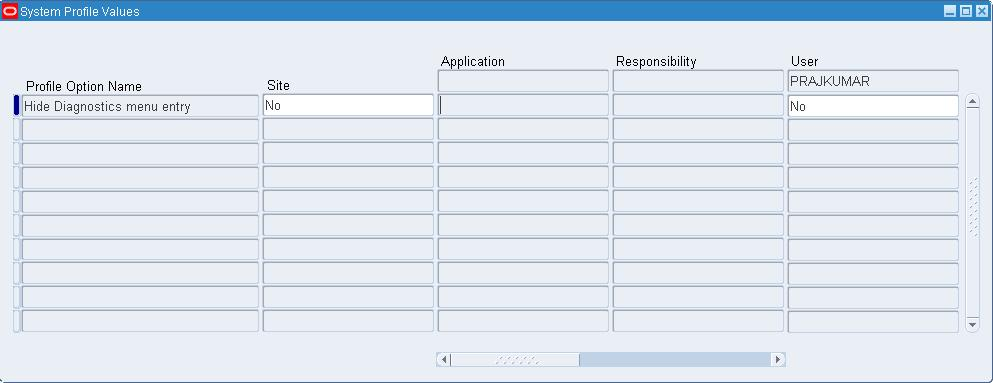 System Profile Values
Application Responsibility User
Profile Option Name Site PRAJKUMAR
Hide Diagnostics menu entry No No